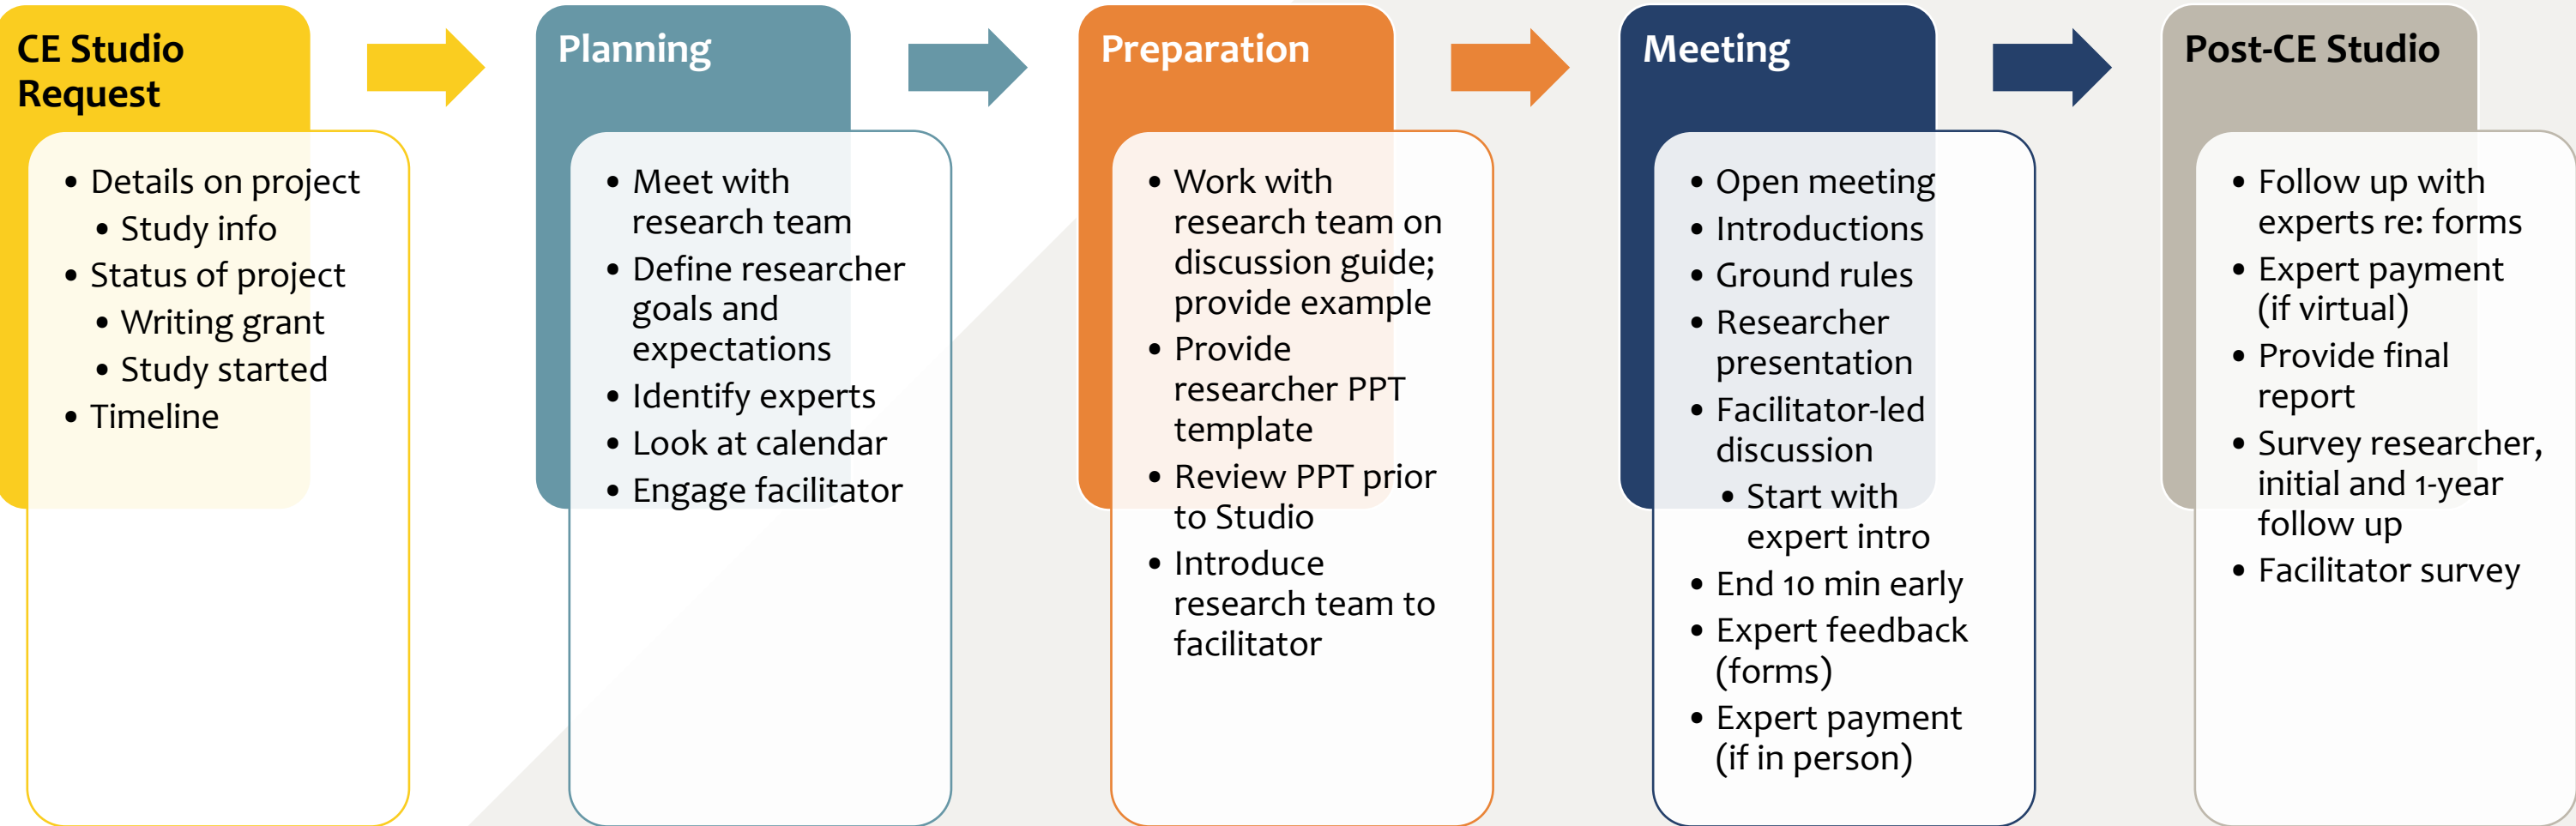 CE Studio
Request
• Details on project
• Study info
• Status of project
• Writing grant
• Study started
• Timeline
Planning
• Meet with
research team
• Define researcher
goals and
expectations
• Identify experts
• Look at calendar
• Engage facilitator
Preparation
• Work with
research team on
discussion guide;
provide example
• Provide
researcher PPT
template
• Review PPT prior
to Studio
• Introduce
research team to
facilitator
Meeting
• Open meeting
• Introductions
• Ground rules
• Researcher
presentation
• Facilitator-led
discussion
• Start with
expert intro
• End 10 min early
• Expert feedback
(forms)
• Expert payment
(if in person)
Post-CE Studio
• Follow up with
experts re: forms
• Expert payment
(if virtual)
• Provide final
report
• Survey researcher,
initial and 1-year
follow up
• Facilitator survey